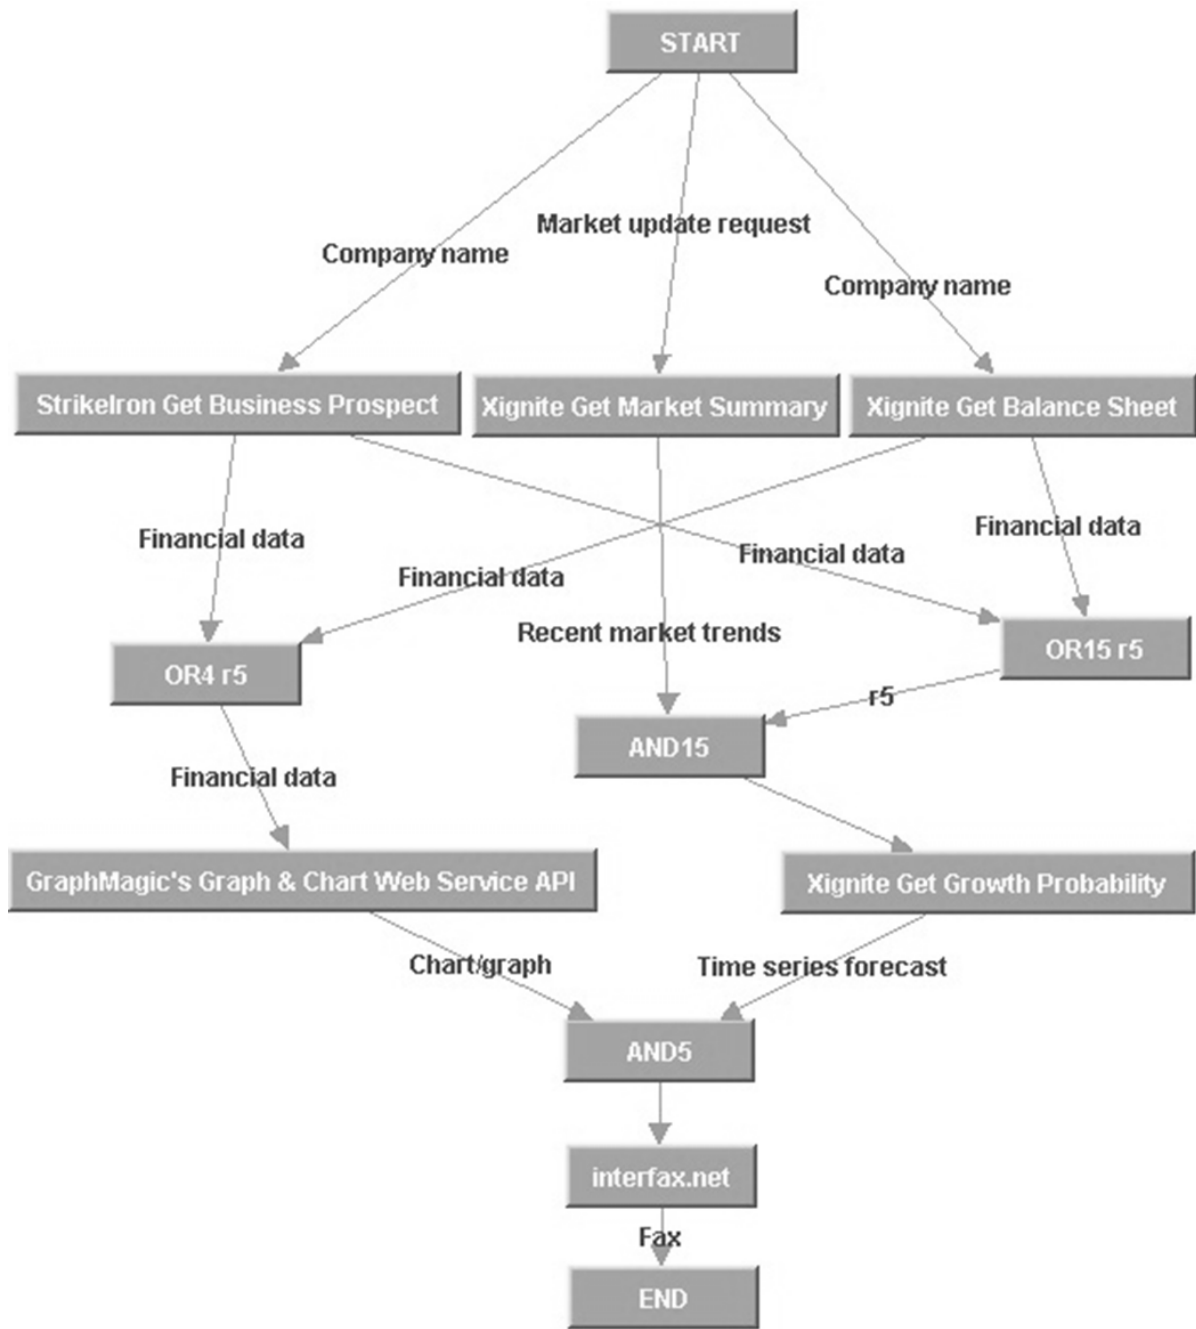 START
Market update request
Company name
Company name
StrikeIron Get Business Prospect
Xignite Get Market Summary
Xignite Get Balance Sheet
Financial data
Financial data
Financial data
Financial data
Recent market trends
OR4 r5
OR15 r5
r5
AND15
Financial data
GraphMagic's Graph & Chart Web Service API
Xignite Get Growth Probability
Chart/graph
Time series forecast
AND5
interfax.net
Fax
END